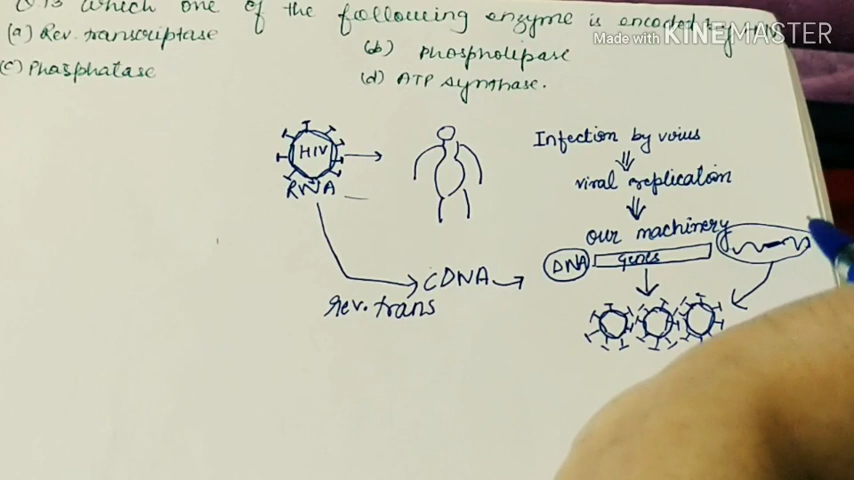 which one of the following enzyme is encoded by
(a) Rev. transcriptase
(b) Phospholipase
(c) Phosphatase
(d) ATP synthase.
Made with KINEMASTER
HIV
RNA
Infection by virus
viral replication
our machinery
DNA
genes
cDNA
rev. trans